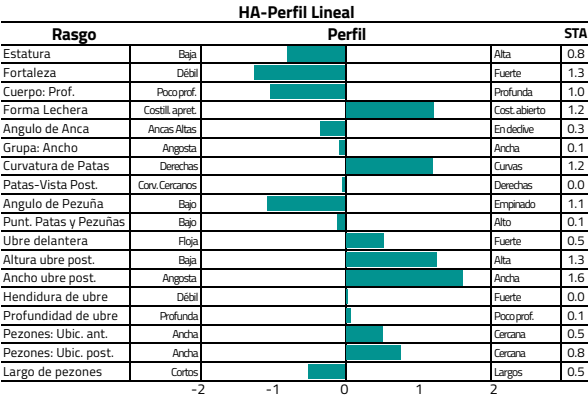 HA-Perfil Lineal
Rasgo Perfil STA
Estatura Baja Alta 0.8
Fortaleza Débil Fuerte 1.3
Cuerpo: Prof. Poco prof. Profunda 1.0
Forma Lechera Costill. apret. Cost. abierto 1.2
Angulo de Anca Ancas Altas En declive 0.3
Grupa: Ancho Angosta Ancha 0.1
Curvatura de Patas Derechas Curvas 1.2
Patas-Vista Post. Corv. Cercanos Derechas 0.0
Angulo de Pezuña Bajo Empinado 1.1
Punt. Patas y Pezuñas Bajo Alto 0.1
Ubre delantera Floja Fuerte 0.5
Altura ubre post. Baja Alta 1.3
Ancho ubre post. Angosta Ancha 1.6
Hendidura de ubre Débil Fuerte 0.0
Profundidad de ubre Profunda Poco prof. 0.1
Pezones: Ubic. ant. Ancha Cercana 0.5
Pezones: Ubic. post. Ancha Cercana 0.8
Largo de pezones Cortos Largos 0.5
-2 -1 0 1 2